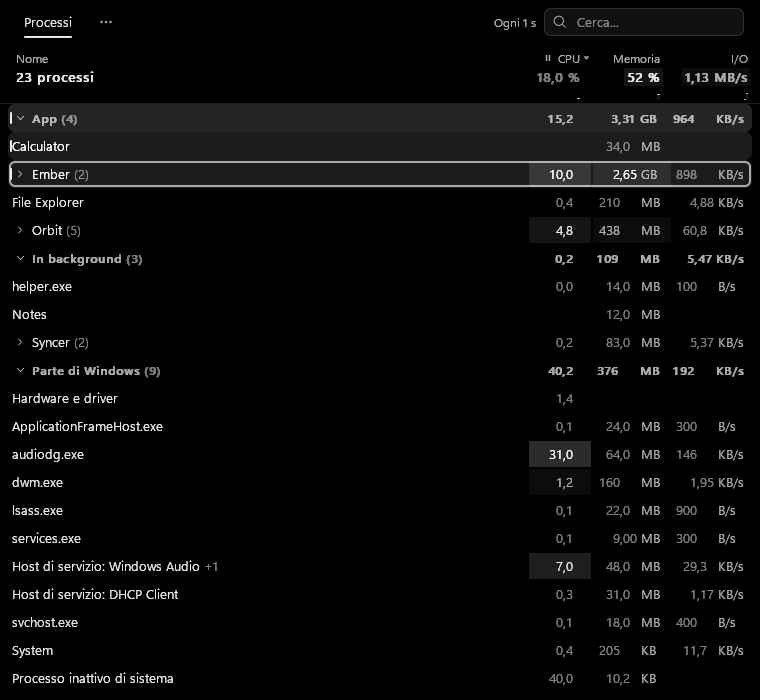 Processi ···
Ogni 1 s Cerca...
Nome CPU Memoria I/O
23 processi 18,0 % 52 % 1,13 MB/s
App (4) 15,2 3,31 GB 964 KB/s
Calculator 34,0 MB
Ember (2) 10,0 2,65 GB 898 KB/s
File Explorer 0,4 210 MB 4,88 KB/s
Orbit (5) 4,8 438 MB 60,8 KB/s
In background (3) 0,2 109 MB 5,47 KB/s
helper.exe 0,0 14,0 MB 100 B/s
Notes 12,0 MB
Syncer (2) 0,2 83,0 MB 5,37 KB/s
Parte di Windows (9) 40,2 376 MB 192 KB/s
Hardware e driver 1,4
ApplicationFrameHost.exe 0,1 24,0 MB 300 B/s
audiodg.exe 31,0 64,0 MB 146 KB/s
dwm.exe 1,2 160 MB 1,95 KB/s
lsass.exe 0,1 22,0 MB 900 B/s
services.exe 0,1 9,00 MB 300 B/s
Host di servizio: Windows Audio +1 7,0 48,0 MB 29,3 KB/s
Host di servizio: DHCP Client 0,3 31,0 MB 1,17 KB/s
svchost.exe 0,1 18,0 MB 400 B/s
System 0,4 205 KB 11,7 KB/s
Processo inattivo di sistema 40,0 10,2 KB